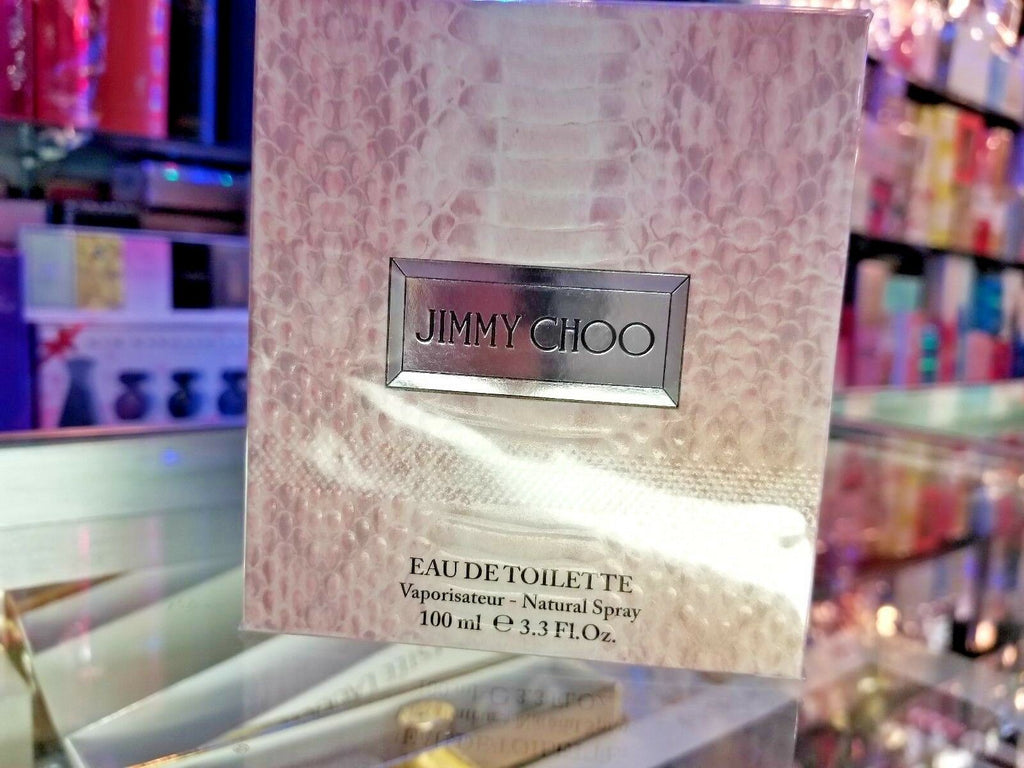 JIMMY CHOO
EAU DE TOILETTE
Vaporisateur - Natural Spray
100 ml ℮ 3.3 Fl.Oz.